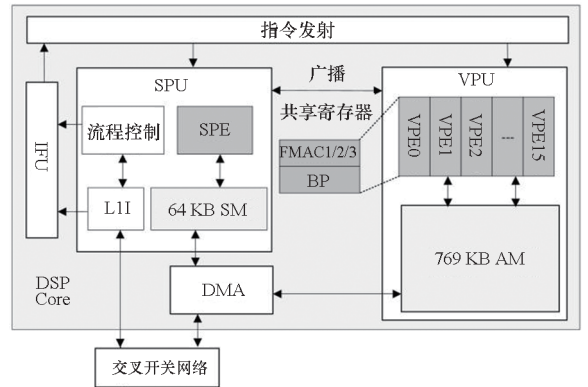 指令发射
SPU
广播
VPU
共享寄存器
流程控制
SPE
FMAC1/2/3
BP
VPE0
VPE1
VPE2
---
VPE15
IFU
L1I
64 KB SM
769 KB AM
DSP
Core
DMA
交叉开关网络